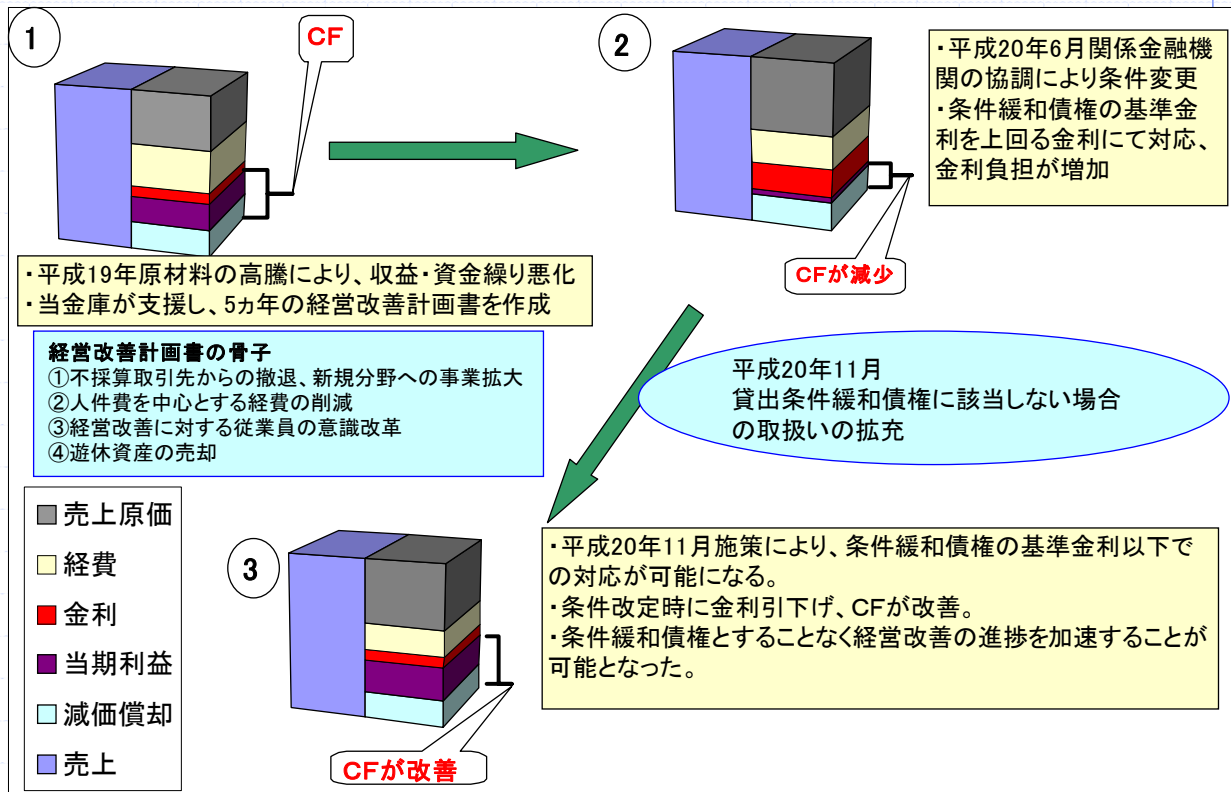 1
CF
・平成19年原材料の高騰により、収益・資金繰り悪化
・当金庫が支援し、5ヵ年の経営改善計画書を作成
経営改善計画書の骨子
①不採算取引先からの撤退、新規分野への事業拡大
②人件費を中心とする経費の削減
③経営改善に対する従業員の意識改革
④遊休資産の売却
2
・平成20年6月関係金融機
関の協調により条件変更
・条件緩和債権の基準金
利を上回る金利にて対応、
金利負担が増加
CFが減少
平成20年11月
貸出条件緩和債権に該当しない場合
の取扱いの拡充
売上原価
経費
金利
当期利益
減価償却
売上
3
CFが改善
・平成20年11月施策により、条件緩和債権の基準金利以下で
の対応が可能になる。
・条件改定時に金利引下げ、CFが改善。
・条件緩和債権とすることなく経営改善の進捗を加速することが
可能となった。